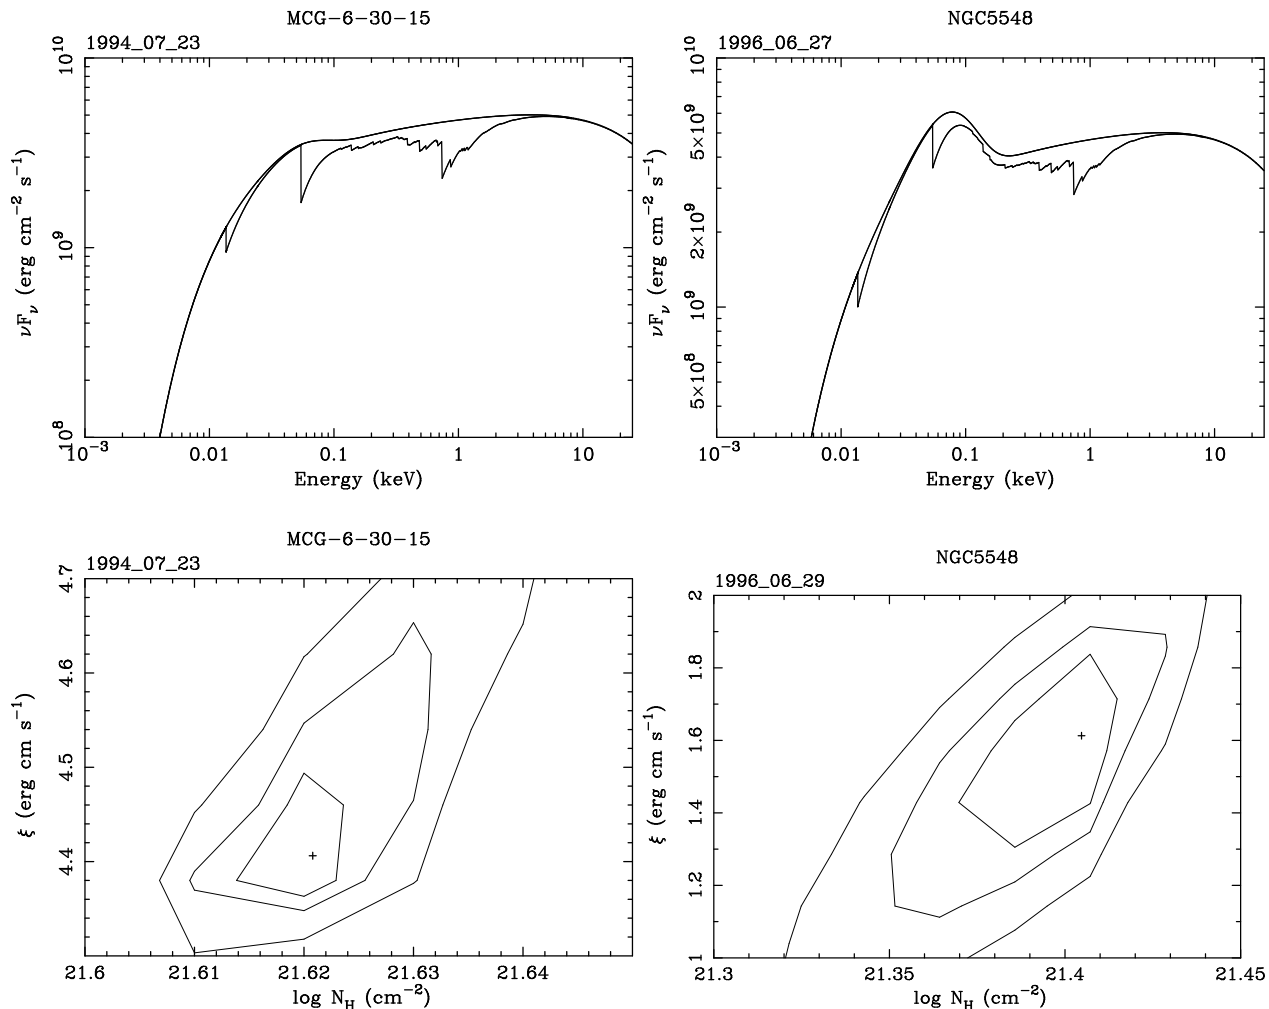 MCG−6−30−15
1994_07_23
10^10
10^9
10^8
νFν (erg cm^−2 s^−1)
10^−3 0.01 0.1 1 10
Energy (keV)
NGC5548
1996_06_27
10^10
5×10^9
2×10^9
10^9
5×10^8
νFν (erg cm^−2 s^−1)
10^−3 0.01 0.1 1 10
Energy (keV)
MCG−6−30−15
1994_07_23
4.7
4.6
4.5
4.4
ξ (erg cm s^−1)
21.6 21.61 21.62 21.63 21.64
log N_H (cm^−2)
NGC5548
1996_06_29
2
1.8
1.6
1.4
1.2
1
ξ (erg cm s^−1)
21.3 21.35 21.4 21.45
log N_H (cm^−2)